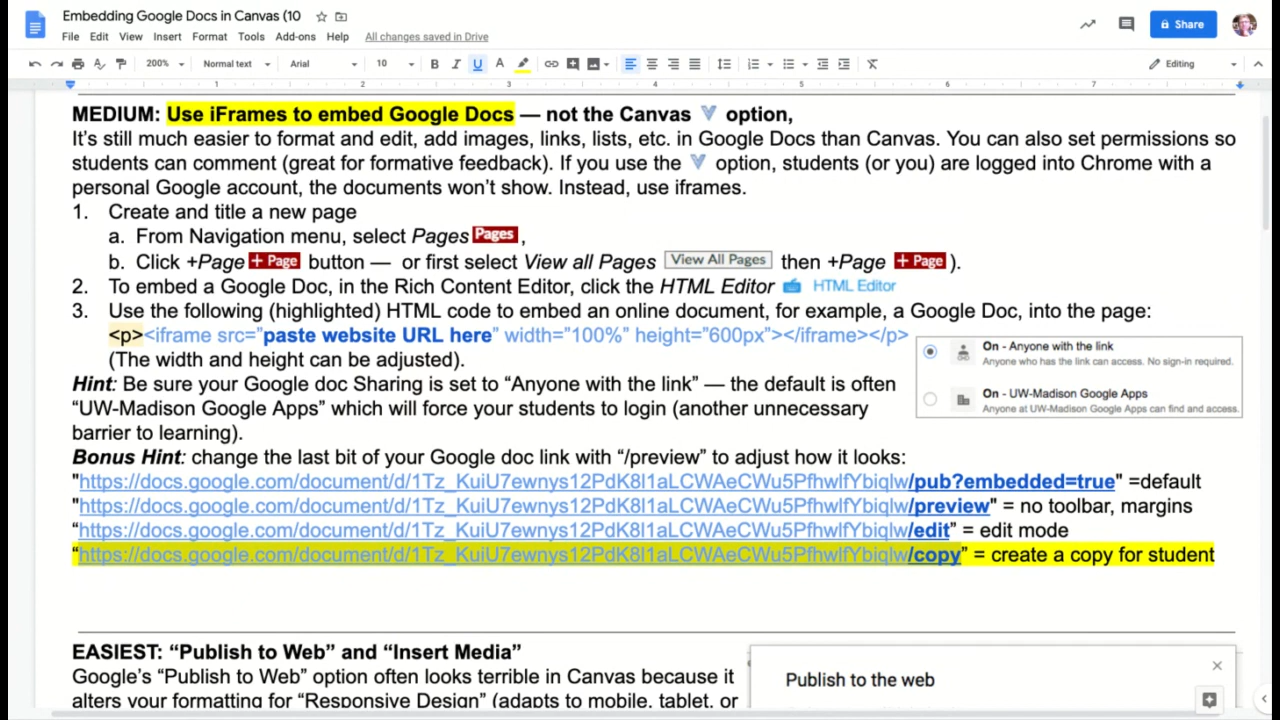 Embedding Google Docs in Canvas (10
File Edit View Insert Format Tools Add-ons Help All changes saved in Drive
Share
200% Normal text Arial 10 B I U A Editing
1 2 3 4 5 6 7
MEDIUM: Use iFrames to embed Google Docs — not the Canvas V option,
It's still much easier to format and edit, add images, links, lists, etc. in Google Docs than Canvas. You can also set permissions so
students can comment (great for formative feedback). If you use the V option, students (or you) are logged into Chrome with a
personal Google account, the documents won't show. Instead, use iframes.
1. Create and title a new page
a. From Navigation menu, select Pages Pages ,
b. Click +Page + Page button — or first select View all Pages View All Pages then +Page + Page ).
2. To embed a Google Doc, in the Rich Content Editor, click the HTML Editor HTML Editor
3. Use the following (highlighted) HTML code to embed an online document, for example, a Google Doc, into the page:
<p><iframe src="paste website URL here" width="100%" height="600px"></iframe></p>
(The width and height can be adjusted).
On - Anyone with the link
Anyone who has the link can access. No sign-in required.
On - UW-Madison Google Apps
Anyone at UW-Madison Google Apps can find and access.
Hint: Be sure your Google doc Sharing is set to "Anyone with the link" — the default is often
"UW-Madison Google Apps" which will force your students to login (another unnecessary
barrier to learning).
Bonus Hint: change the last bit of your Google doc link with "/preview" to adjust how it looks:
"https://docs.google.com/document/d/1Tz_KuiU7ewnys12PdK8l1aLCWAeCWu5PfhwlfYbiqlw/pub?embedded=true" =default
"https://docs.google.com/document/d/1Tz_KuiU7ewnys12PdK8l1aLCWAeCWu5PfhwlfYbiqlw/preview" = no toolbar, margins
"https://docs.google.com/document/d/1Tz_KuiU7ewnys12PdK8l1aLCWAeCWu5PfhwlfYbiqlw/edit" = edit mode
"https://docs.google.com/document/d/1Tz_KuiU7ewnys12PdK8l1aLCWAeCWu5PfhwlfYbiqlw/copy" = create a copy for student
EASIEST: "Publish to Web" and "Insert Media"
Google's "Publish to Web" option often looks terrible in Canvas because it
alters your formatting for "Responsive Design" (adapts to mobile, tablet, or
Publish to the web